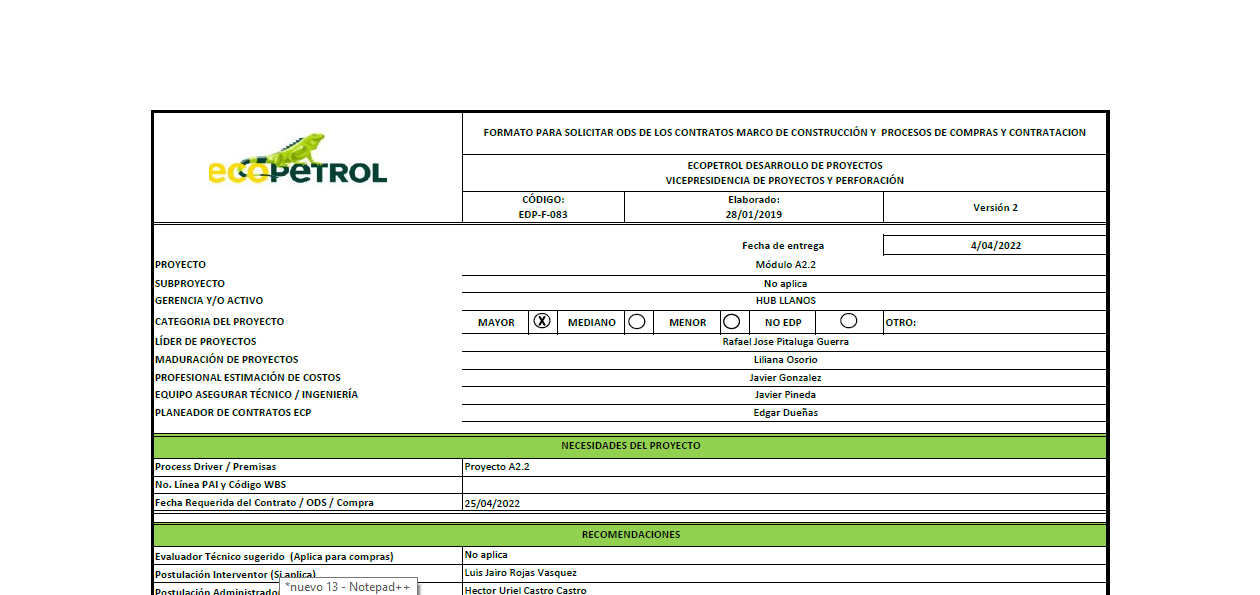 ecopetrol
FORMATO PARA SOLICITAR ODS DE LOS CONTRATOS MARCO DE CONSTRUCCIÓN Y PROCESOS DE COMPRAS Y CONTRATACION
ECOPETROL DESARROLLO DE PROYECTOS
VICEPRESIDENCIA DE PROYECTOS Y PERFORACIÓN
CÓDIGO:
EDP-F-083
Elaborado:
28/01/2019
Versión 2
Fecha de entrega 4/04/2022
PROYECTO Módulo A2.2
SUBPROYECTO No aplica
GERENCIA Y/O ACTIVO HUB LLANOS
CATEGORIA DEL PROYECTO MAYOR X MEDIANO MENOR NO EDP OTRO:
LÍDER DE PROYECTOS Rafael Jose Pitaluga Guerra
MADURACIÓN DE PROYECTOS Liliana Osorio
PROFESIONAL ESTIMACIÓN DE COSTOS Javier Gonzalez
EQUIPO ASEGURAR TÉCNICO / INGENIERÍA Javier Pineda
PLANEADOR DE CONTRATOS ECP Edgar Dueñas
NECESIDADES DEL PROYECTO
Process Driver / Premisas Proyecto A2.2
No. Línea PAI y Código WBS
Fecha Requerida del Contrato / ODS / Compra 25/04/2022
RECOMENDACIONES
Evaluador Técnico sugerido (Aplica para compras) No aplica
Postulación Interventor (Si aplica) Luis Jairo Rojas Vasquez
Postulación Administrador Hector Uriel Castro Castro
*nuevo 13 - Notepad++